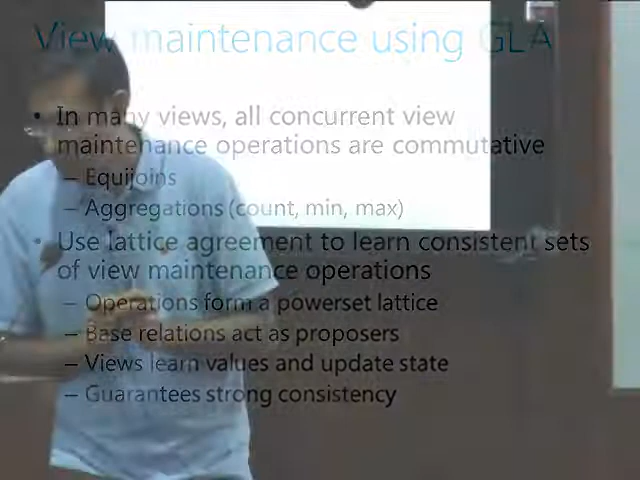 View maintenance using GLA
• In many views, all concurrent view
maintenance operations are commutative
– Equijoins
– Aggregations (count, min, max)
• Use lattice agreement to learn consistent sets
of view maintenance operations
– Operations form a powerset lattice
– Base relations act as proposers
– Views learn values and update state
– Guarantees strong consistency